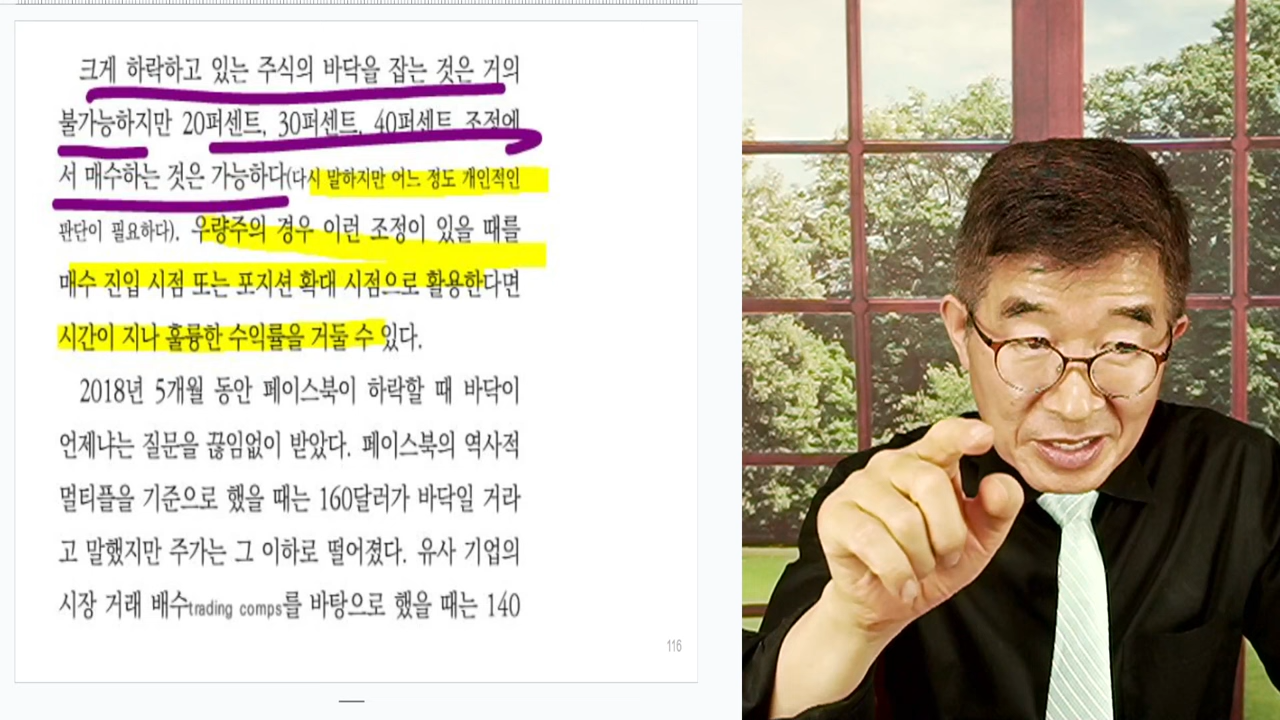 크게 하락하고 있는 주식의 바닥을 잡는 것은 거의
불가능하지만 20퍼센트, 30퍼센트, 40퍼센트 조정에
서 매수하는 것은 가능하다(다시 말하지만 어느 정도 개인적인
판단이 필요하다). 우량주의 경우 이런 조정이 있을 때를
매수 진입 시점 또는 포지션 확대 시점으로 활용한다면
시간이 지나 훌륭한 수익률을 거둘 수 있다.
2018년 5개월 동안 페이스북이 하락할 때 바닥이
언제냐는 질문을 끊임없이 받았다. 페이스북의 역사적
멀티플을 기준으로 했을 때는 160달러가 바닥일 거라
고 말했지만 주가는 그 이하로 떨어졌다. 유사 기업의
시장 거래 배수trading comps를 바탕으로 했을 때는 140
116